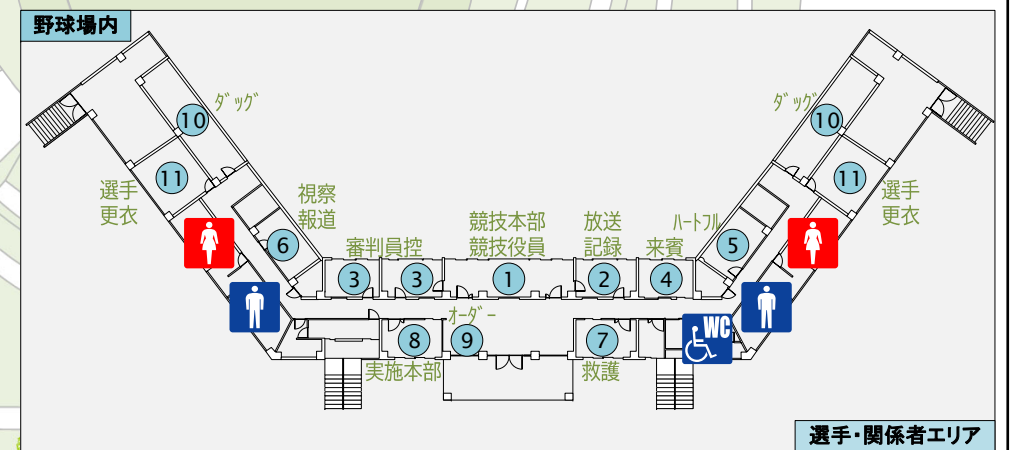 野球場内
ﾀﾞｯｸﾞ
ﾀﾞｯｸﾞ
10
10
11
11
選手
更衣
選手
更衣
視察
報道
6
審判員控
3
3
競技本部
競技役員
1
放送
記録
2
ﾊｰﾄﾌﾙ
5
来賓
4
ｵｰﾀﾞｰ
8
9
7
WC
実施本部
救護
選手・関係者エリア